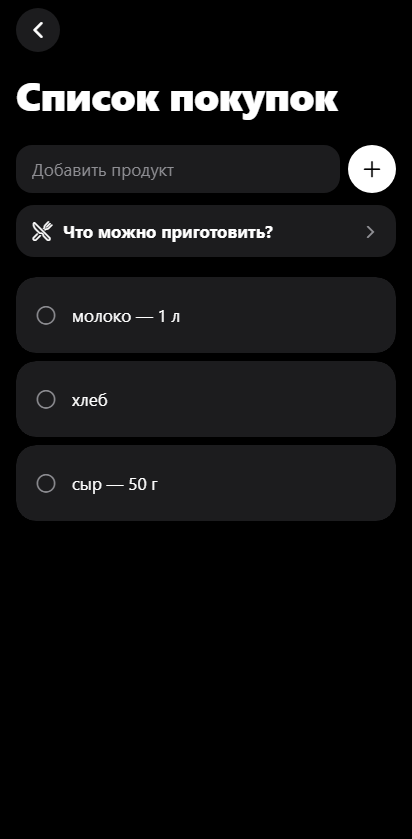 Список покупок
Добавить продукт
Что можно приготовить?
молоко — 1 л
хлеб
сыр — 50 г